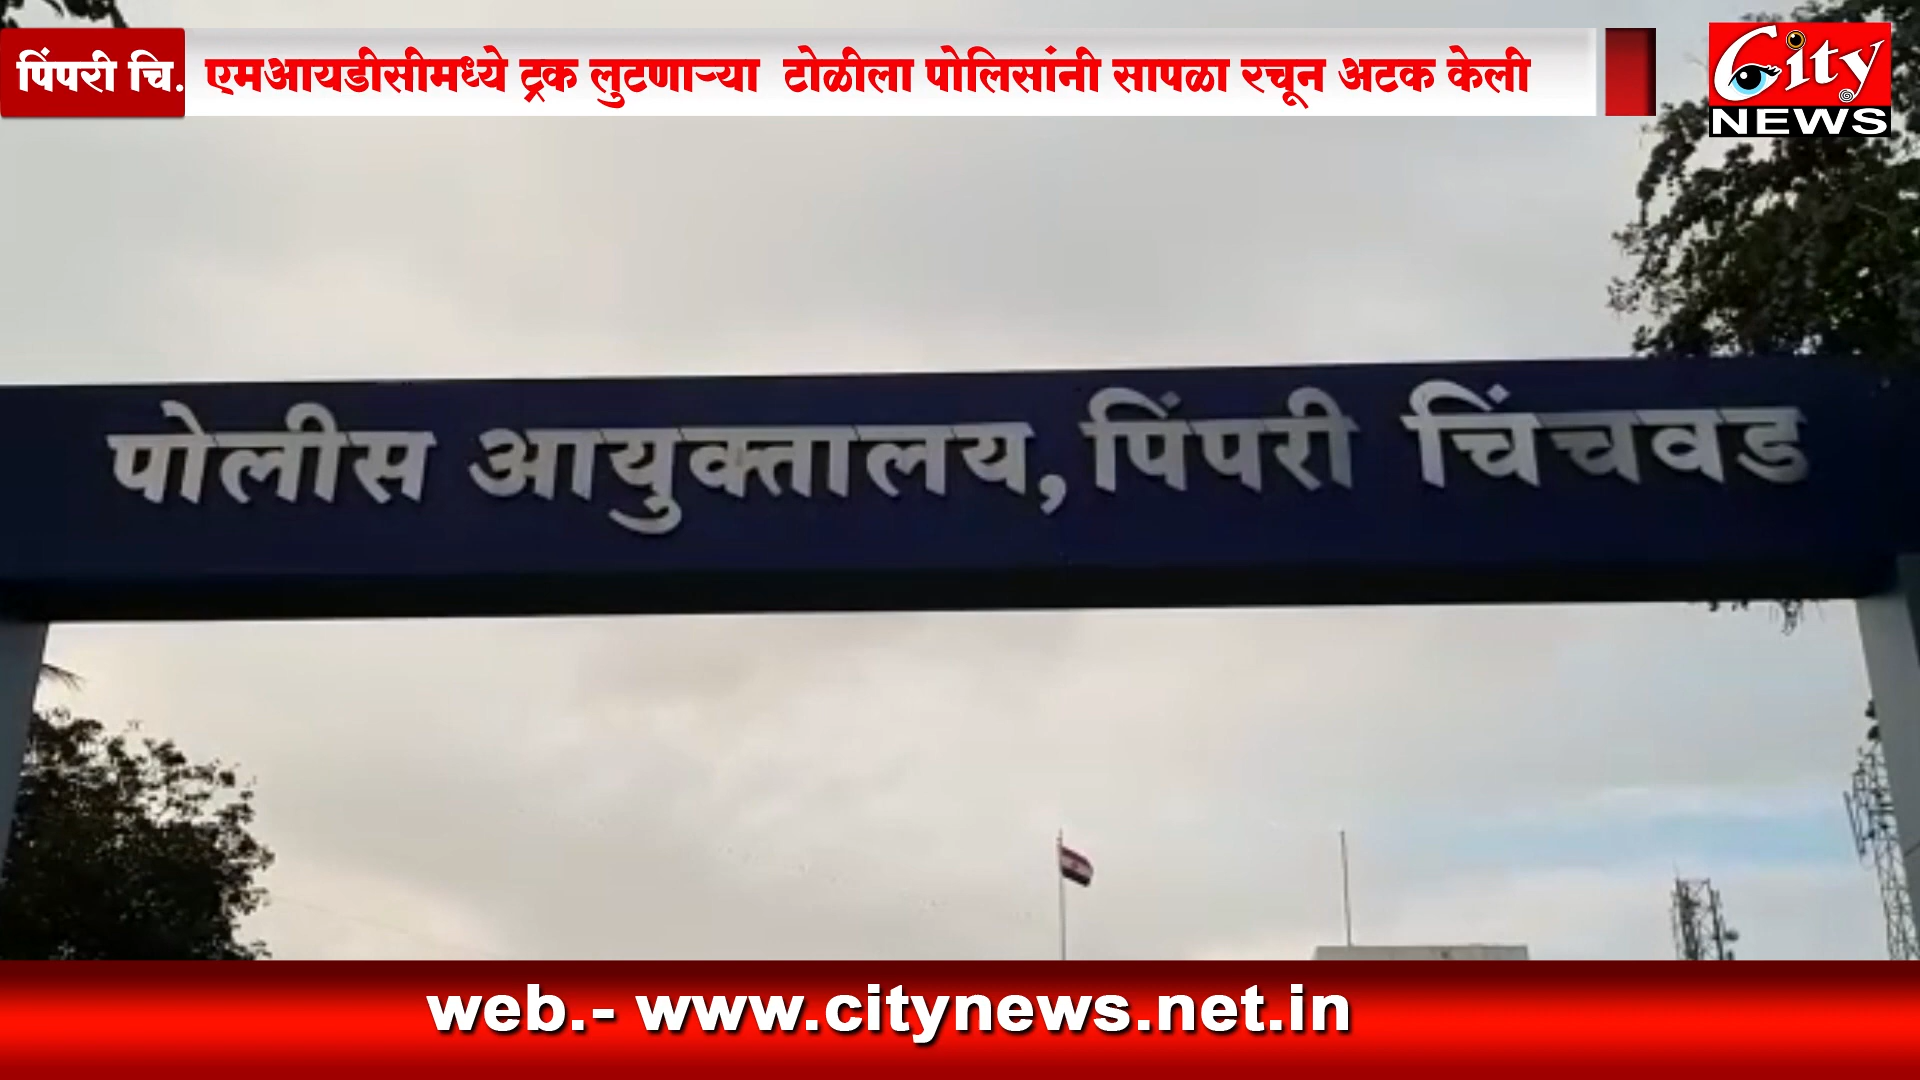 पिंपरी चि. एमआयडीसीमध्ये ट्रक लुटणाऱ्या टोळीला पोलिसांनी सापळा रचून अटक केली
City
NEWS
पोलीस आयुक्तालय, पिंपरी चिंचवड
web.- www.citynews.net.in